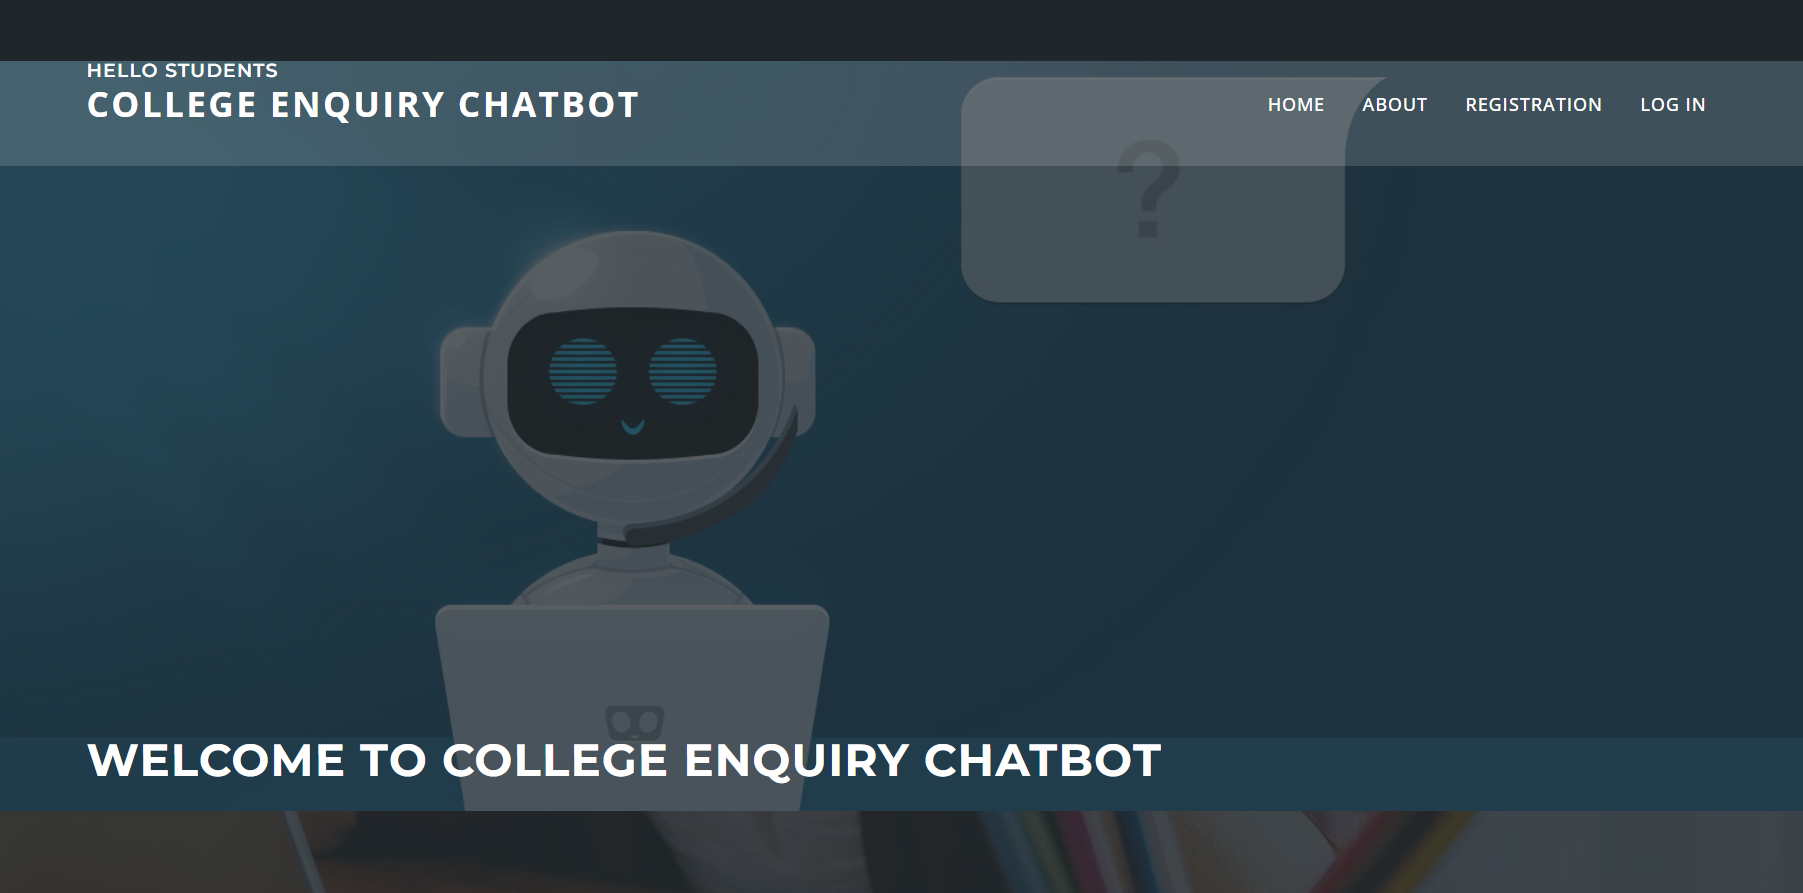 HELLO STUDENTS
COLLEGE ENQUIRY CHATBOT
HOME ABOUT REGISTRATION LOG IN
?
WELCOME TO COLLEGE ENQUIRY CHATBOT